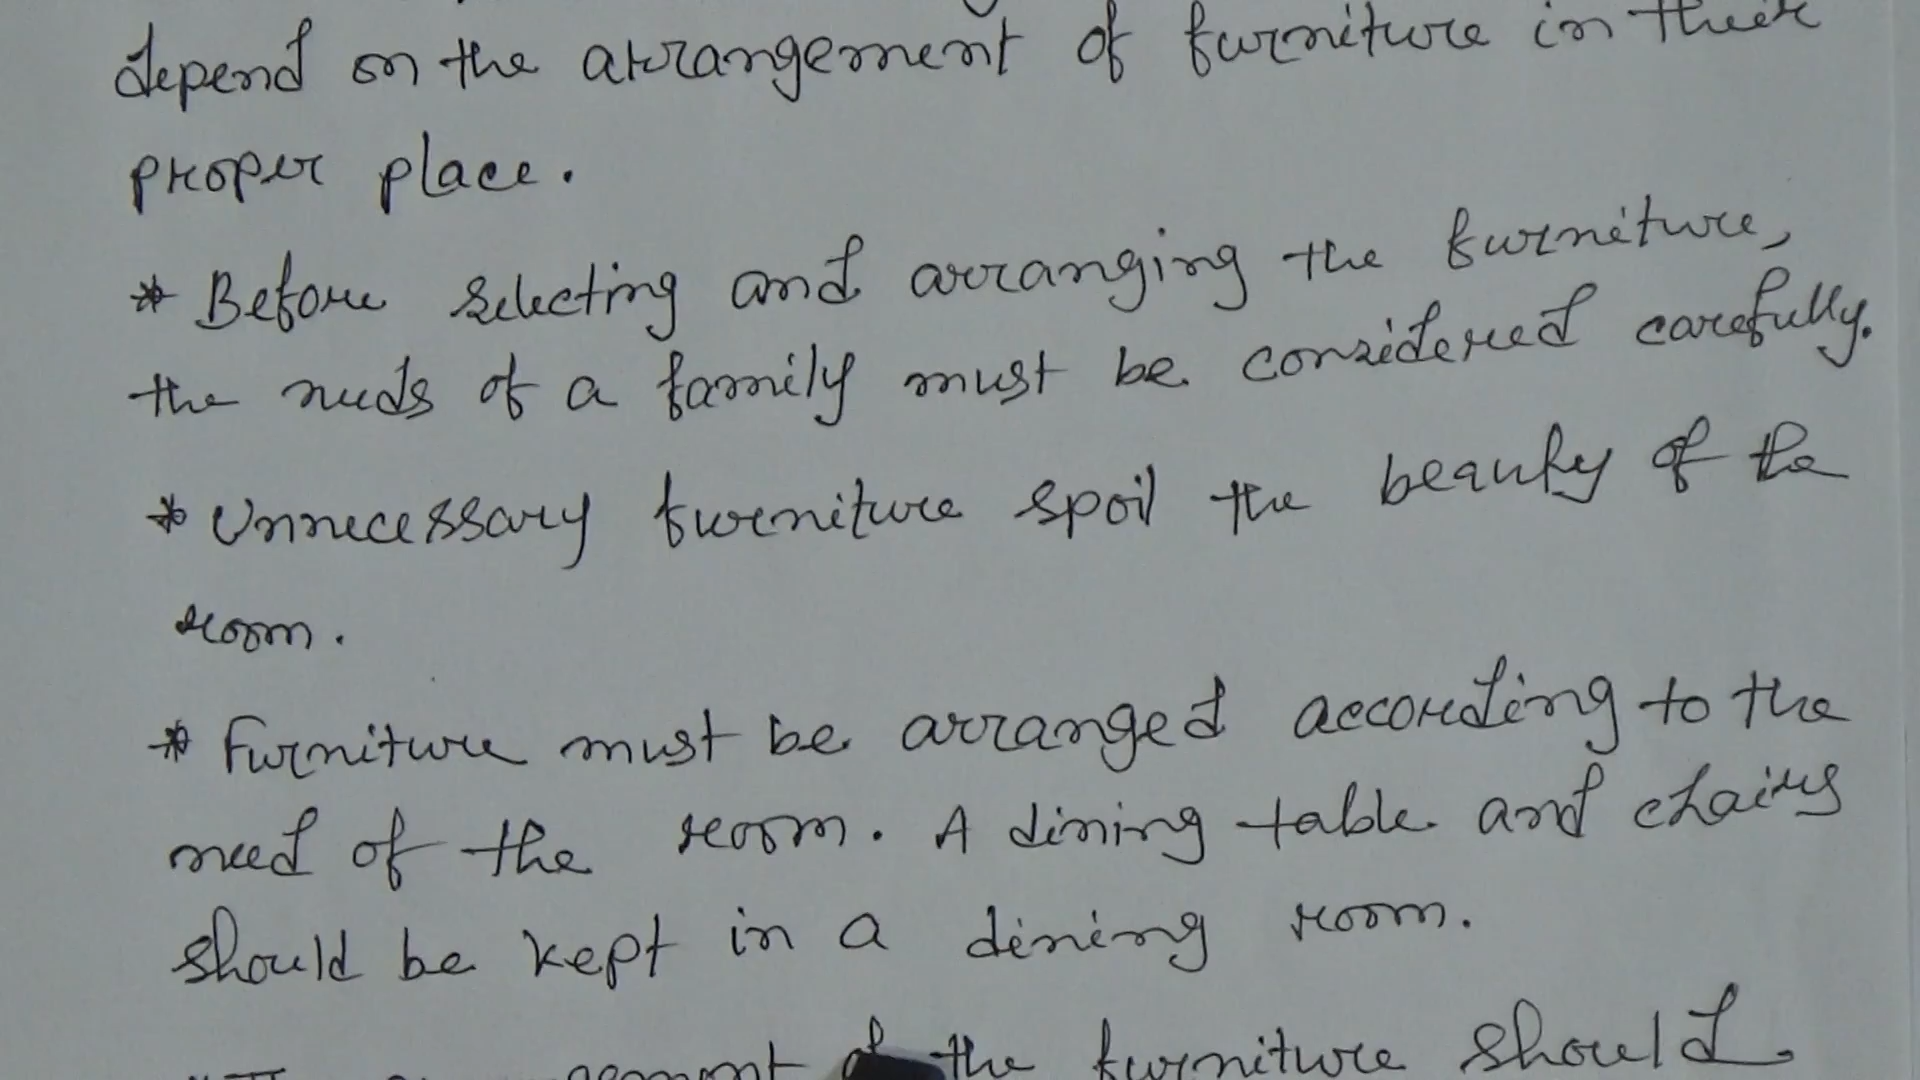 depend on the arrangement of furniture in their
proper place.
* Before selecting and arranging the furniture,
the needs of a family must be considered carefully.
* Unnecessary furniture spoil the beauty of the
room.
* Furniture must be arranged according to the
need of the room. A dining table and chairs
should be kept in a dining room.
of the furniture should